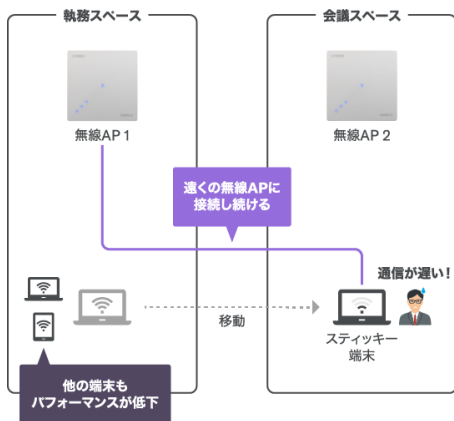 執務スペース
会議スペース
無線AP 1
無線AP 2
遠くの無線APに
接続し続ける
通信が遅い！
移動
スティッキー
端末
他の端末も
パフォーマンスが低下